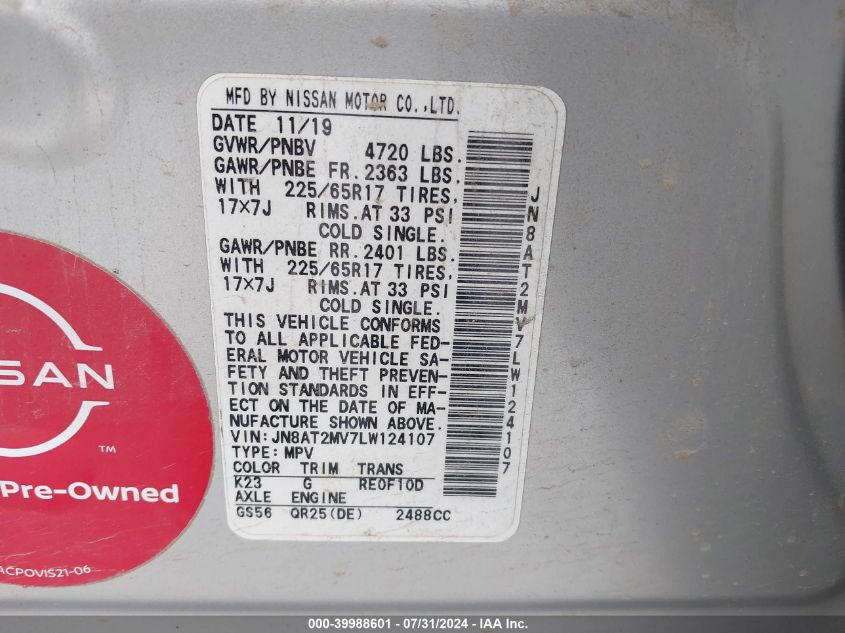 MFD BY NISSAN MOTOR CO.,LTD.
DATE 11/19
GVWR/PNBV 4720 LBS.
GAWR/PNBE FR.2363 LBS.
WITH 225/65R17 TIRES,
17×7J RIMS.AT 33 PSI
COLD SINGLE.
GAWR/PNBE RR.2401 LBS.
WITH 225/65R17 TIRES,
17×7J RIMS.AT 33 PSI
COLD SINGLE.
THIS VEHICLE CONFORMS
TO ALL APPLICABLE FED-
ERAL MOTOR VEHICLE SA-
FETY AND THEFT PREVEN-
TION STANDARDS IN EFF-
ECT ON THE DATE OF MA-
NUFACTURE SHOWN ABOVE.
VIN:JN8AT2MV7LW124107
TYPE:MPV
COLOR TRIM TRANS
K23 G RE0F10D
AXLE ENGINE
GS56 QR25(DE) 2488CC
JN8AT2MV7LW124107
SSAN
TM
Pre-Owned
ACPOVIS21-06
000-39988601 - 07/31/2024 - IAA Inc.